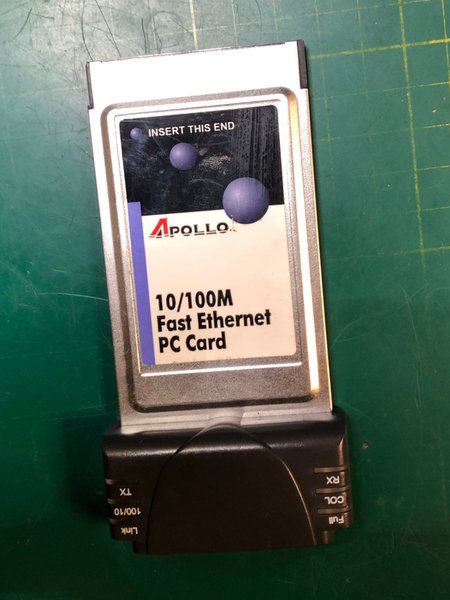 INSERT THIS END
APOLLO
10/100M
Fast Ethernet
PC Card
TX
100/10
Link
RX
COL
Full